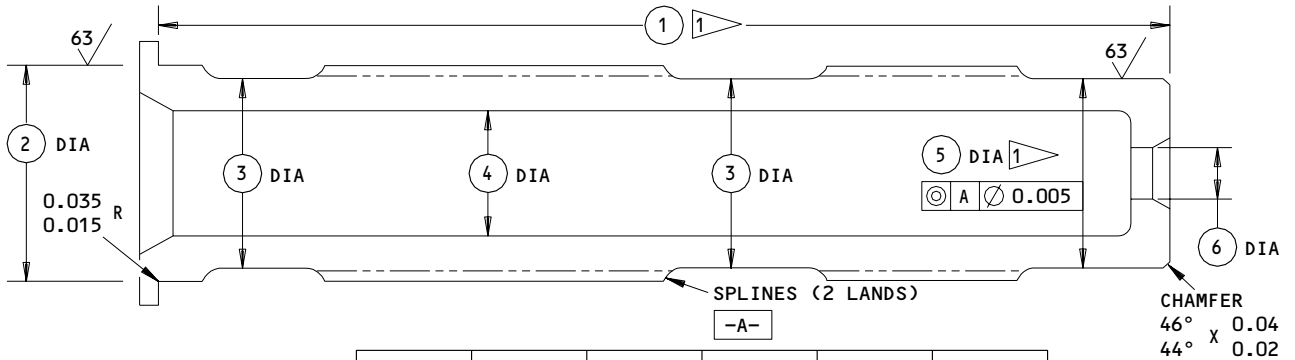 1 1
63
63
2 DIA
3 DIA
4 DIA
3 DIA
5 DIA 1
◎ A ∅ 0.005
6 DIA
0.035
0.015 R
SPLINES (2 LANDS)
-A-
CHAMFER
46° X 0.04
44° 0.02